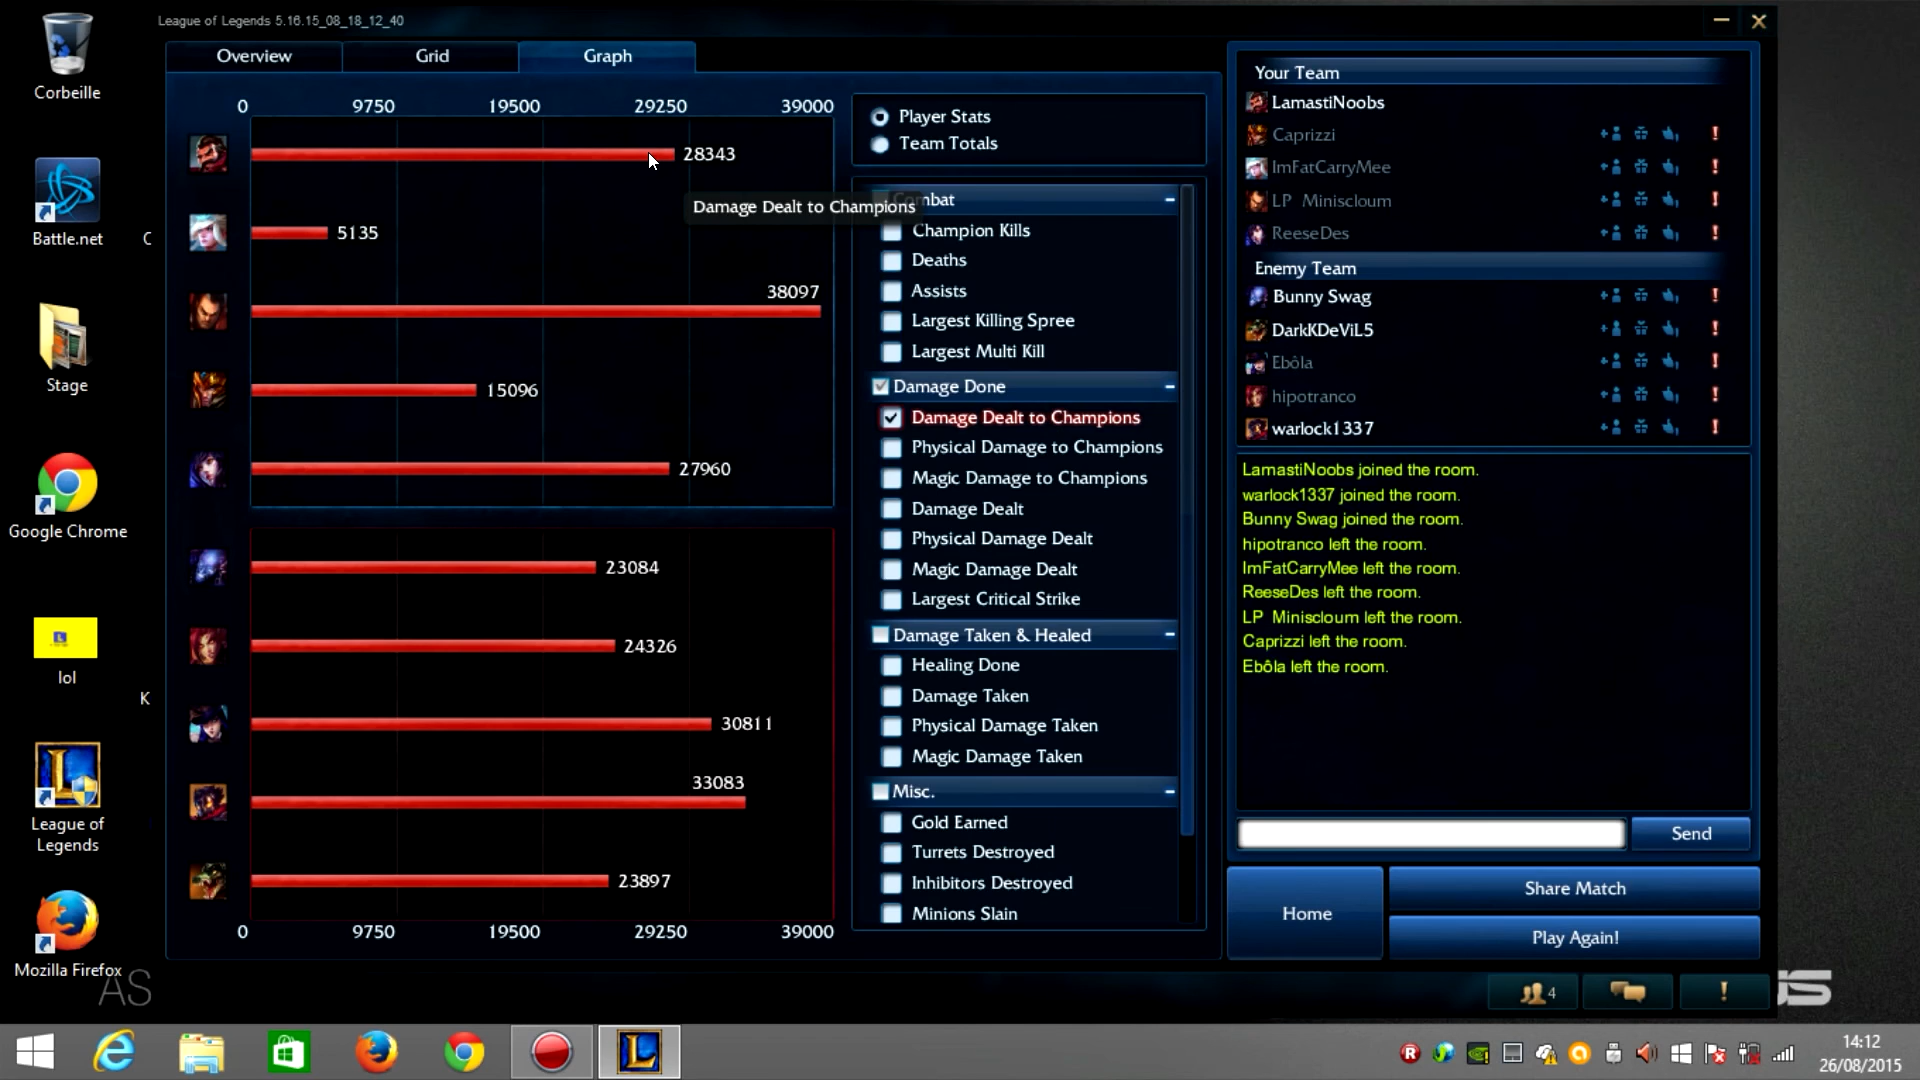 League of Legends 5.16.15_08_18_12_40
Corbeille
Battle.net
C
Stage
Google Chrome
lol
K
League of
Legends
Mozilla Firefox
AS
Overview
Grid
Graph
0 9750 19500 29250 39000
28343
5135
38097
15096
27960
23084
24326
30811
33083
23897
0 9750 19500 29250 39000
Damage Dealt to Champions
Player Stats
Team Totals
Champion Kills
Deaths
Assists
Largest Killing Spree
Largest Multi Kill
Damage Done
Damage Dealt to Champions
Physical Damage to Champions
Magic Damage to Champions
Damage Dealt
Physical Damage Dealt
Magic Damage Dealt
Largest Critical Strike
Damage Taken & Healed
Healing Done
Damage Taken
Physical Damage Taken
Magic Damage Taken
Misc.
Gold Earned
Turrets Destroyed
Inhibitors Destroyed
Minions Slain
Your Team
LamastiNoobs
Caprizzi
ImFatCarryMee
LP Miniscloum
ReeseDes
Enemy Team
Bunny Swag
DarkKDeViL5
Ebôla
hipotranco
warlock1337
LamastiNoobs joined the room.
warlock1337 joined the room.
Bunny Swag joined the room.
hipotranco left the room.
ImFatCarryMee left the room.
ReeseDes left the room.
LP Miniscloum left the room.
Caprizzi left the room.
Ebôla left the room.
Send
Home
Share Match
Play Again!
4
14:12
26/08/2015